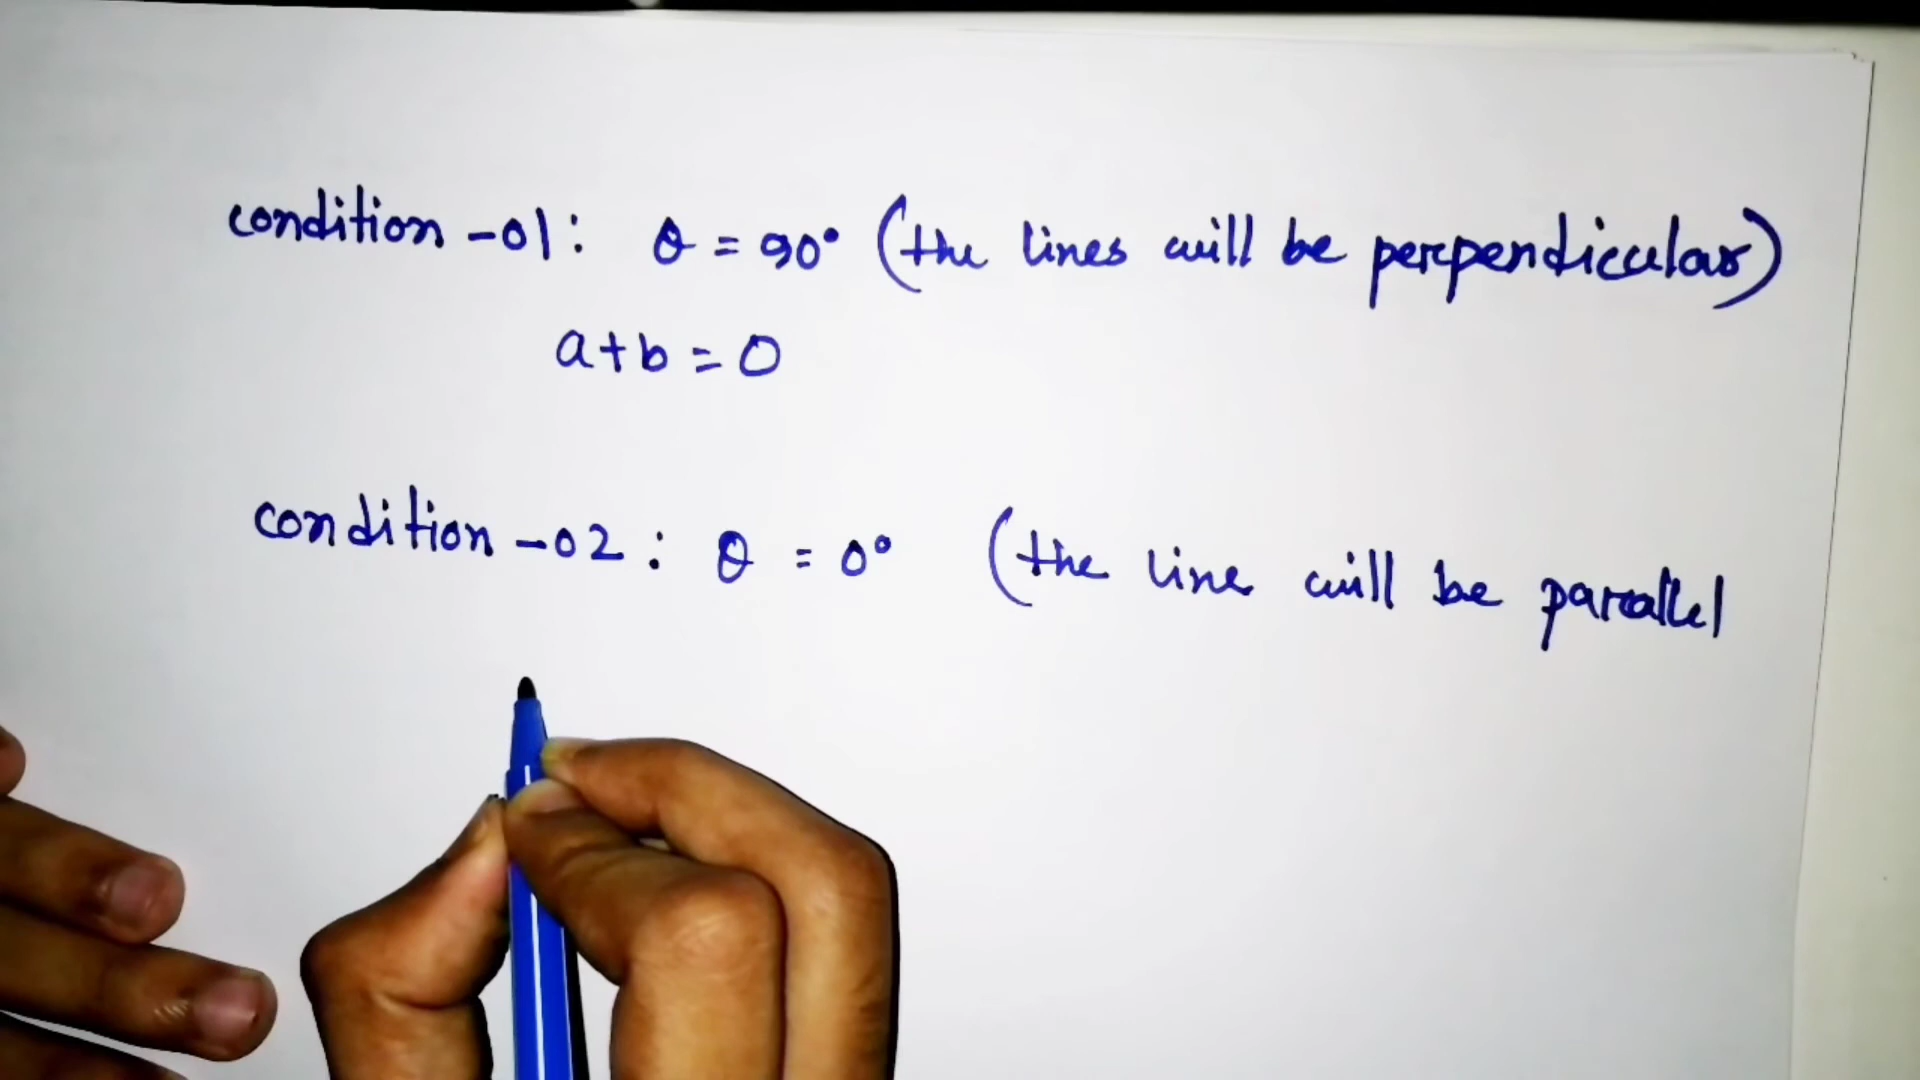 condition -01: θ = 90° (the lines will be perpendicular)
a+b=0
condition -02: θ = 0° (the line will be parallel